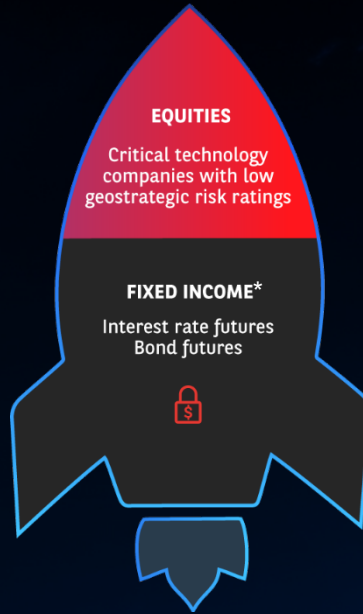 EQUITIES
Critical technology
companies with low
geostrategic risk ratings
FIXED INCOME*
Interest rate futures
Bond futures
$